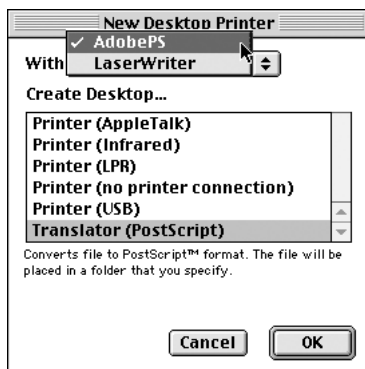 New Desktop Printer
✓ AdobePS
With LaserWriter
Create Desktop...
Printer (AppleTalk)
Printer (Infrared)
Printer (LPR)
Printer (no printer connection)
Printer (USB)
Translator (PostScript)
Converts file to PostScript™ format. The file will be
placed in a folder that you specify.
Cancel OK